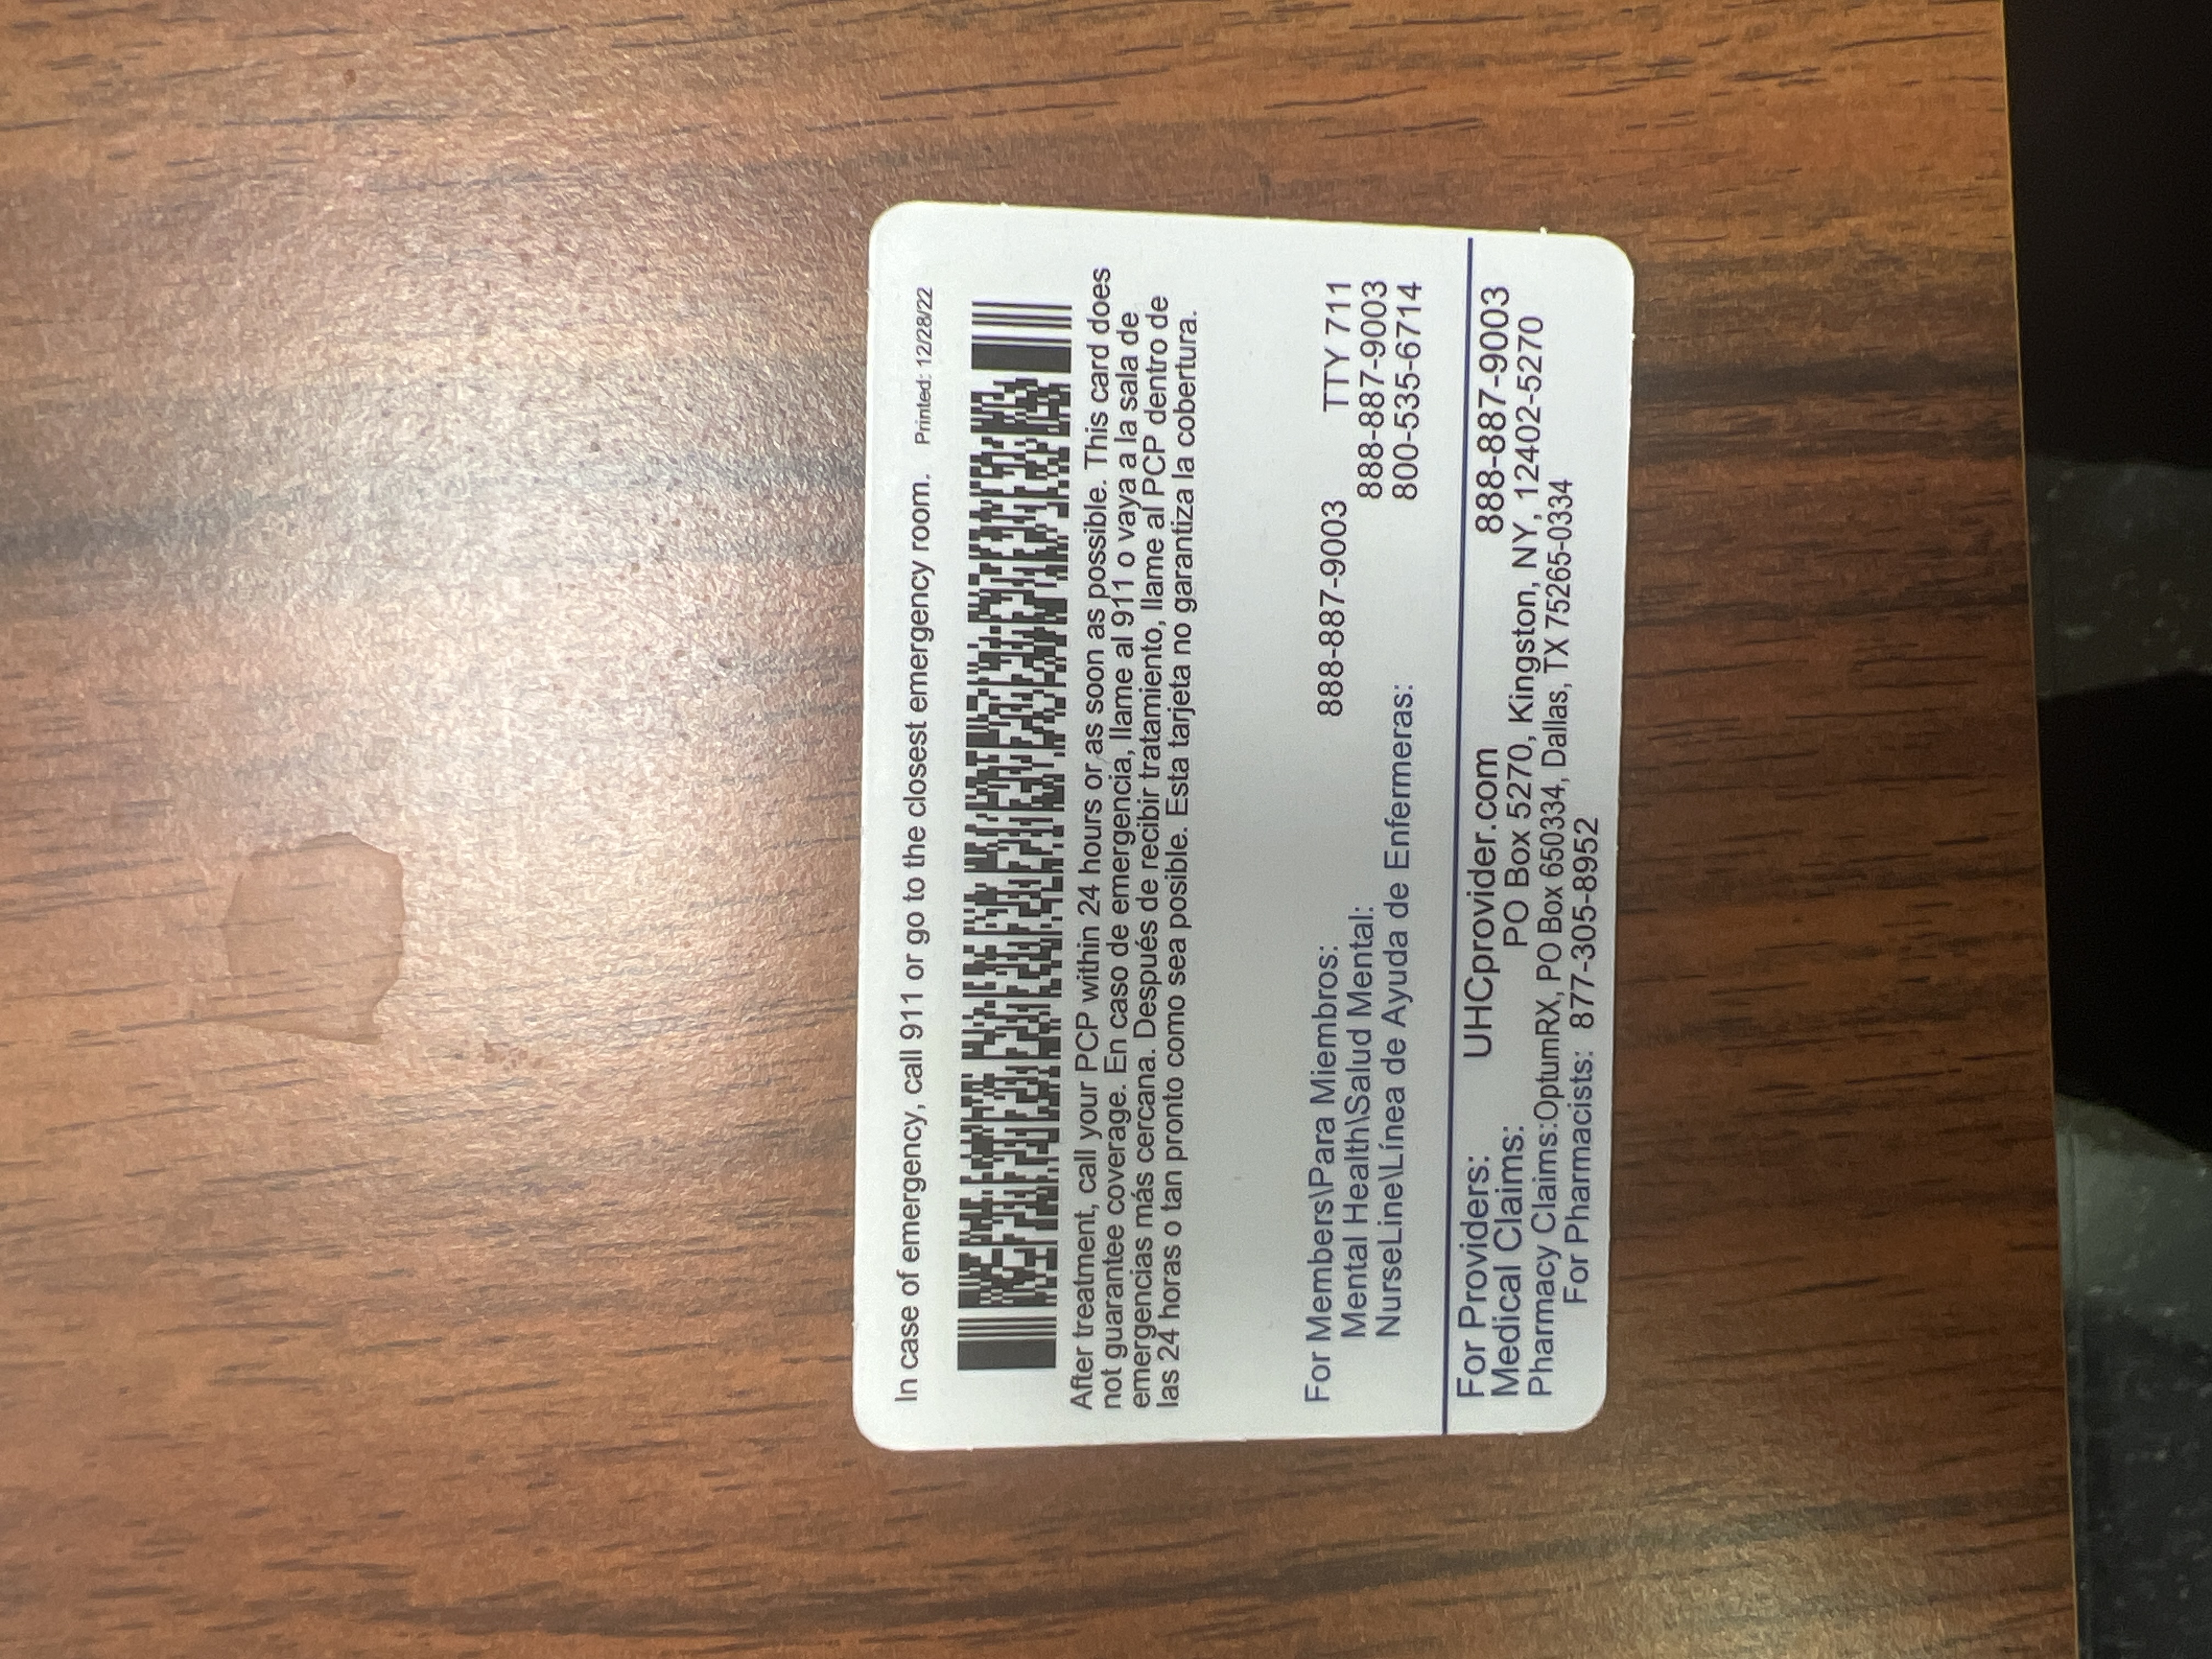 In case of emergency, call 911 or go to the closest emergency room. Printed: 12/28/22
After treatment, call your PCP within 24 hours or as soon as possible. This card does
not guarantee coverage. En caso de emergencia, llame al 911 o vaya a la sala de
emergencias más cercana. Después de recibir tratamiento, llame al PCP dentro de
las 24 horas o tan pronto como sea posible. Esta tarjeta no garantiza la cobertura.
For Members\Para Miembros: 888-887-9003 TTY 711
Mental Health\Salud Mental: 888-887-9003
NurseLine\Línea de Ayuda de Enfermeras: 800-535-6714
For Providers: UHCprovider.com 888-887-9003
Medical Claims: PO Box 5270, Kingston, NY, 12402-5270
Pharmacy Claims:OptumRX, PO Box 650334, Dallas, TX 75265-0334
For Pharmacists: 877-305-8952